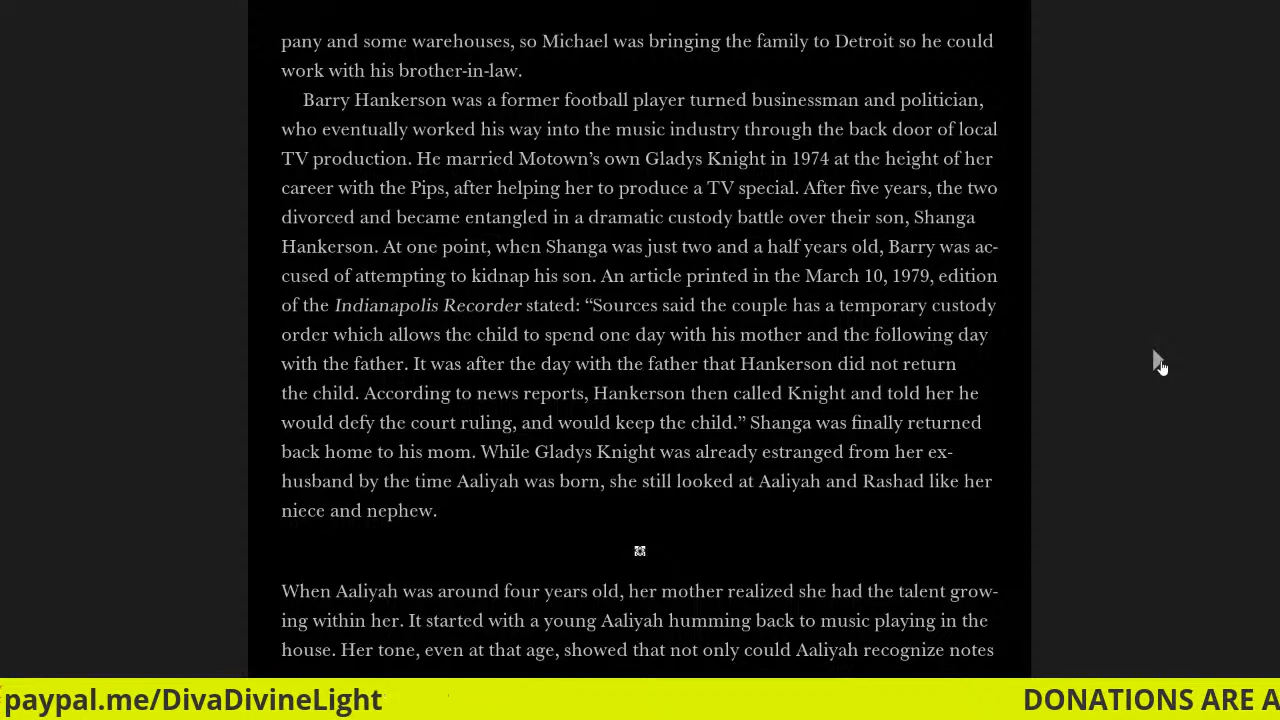 pany and some warehouses, so Michael was bringing the family to Detroit so he could
work with his brother-in-law.
Barry Hankerson was a former football player turned businessman and politician,
who eventually worked his way into the music industry through the back door of local
TV production. He married Motown’s own Gladys Knight in 1974 at the height of her
career with the Pips, after helping her to produce a TV special. After five years, the two
divorced and became entangled in a dramatic custody battle over their son, Shanga
Hankerson. At one point, when Shanga was just two and a half years old, Barry was ac-
cused of attempting to kidnap his son. An article printed in the March 10, 1979, edition
of the Indianapolis Recorder stated: “Sources said the couple has a temporary custody
order which allows the child to spend one day with his mother and the following day
with the father. It was after the day with the father that Hankerson did not return
the child. According to news reports, Hankerson then called Knight and told her he
would defy the court ruling, and would keep the child.” Shanga was finally returned
back home to his mom. While Gladys Knight was already estranged from her ex-
husband by the time Aaliyah was born, she still looked at Aaliyah and Rashad like her
niece and nephew.
When Aaliyah was around four years old, her mother realized she had the talent grow-
ing within her. It started with a young Aaliyah humming back to music playing in the
house. Her tone, even at that age, showed that not only could Aaliyah recognize notes
paypal.me/DivaDivineLight DONATIONS ARE A